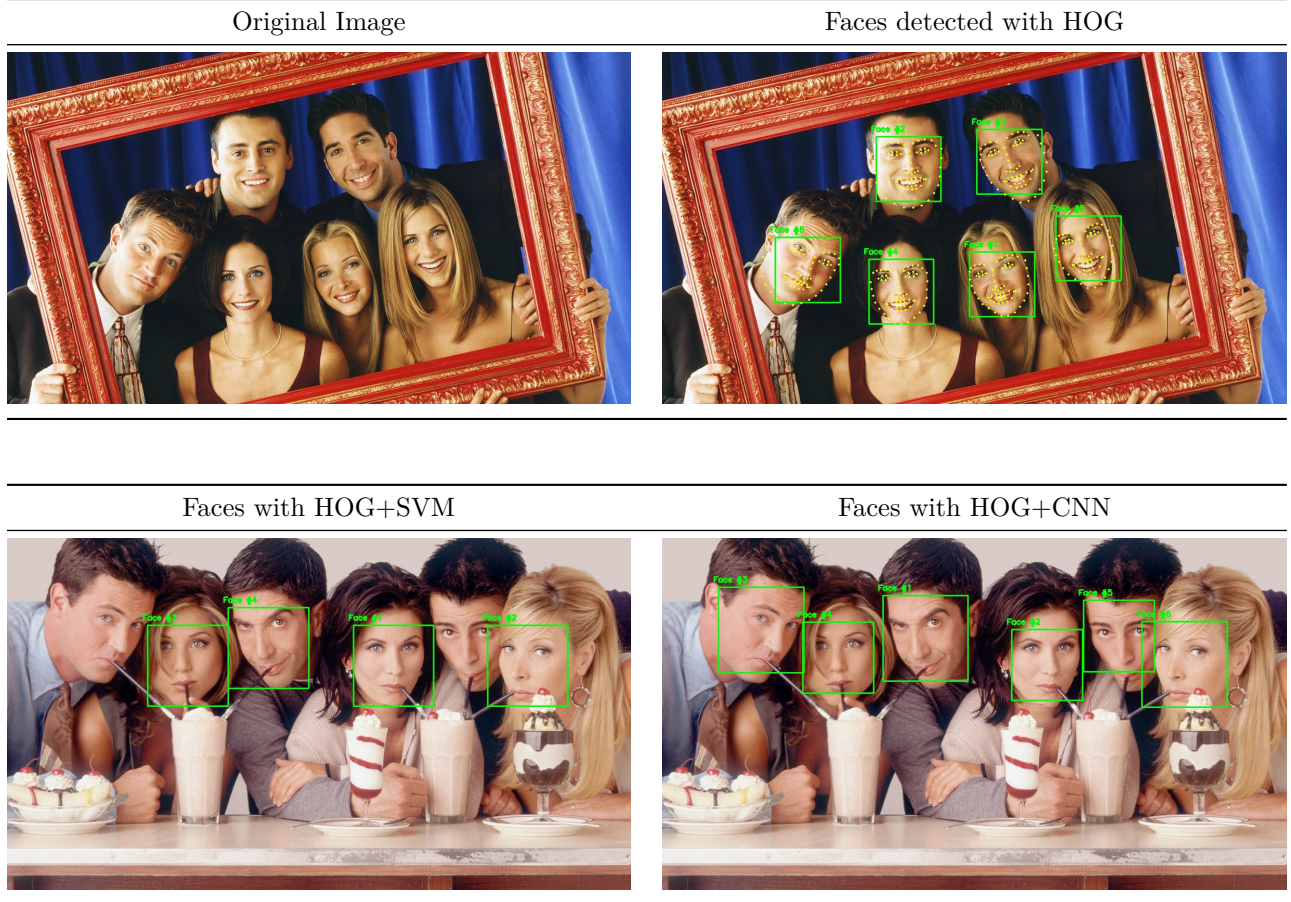 Original Image
Faces detected with HOG
Face #2
Face #3
Face
Face
Face #1
Face #4
Faces with HOG+SVM
Faces with HOG+CNN
Face #4
Face #3
Face #1
Face #2
Face #3
Face #1
Face #5
Face #4
Face #6
Face #2